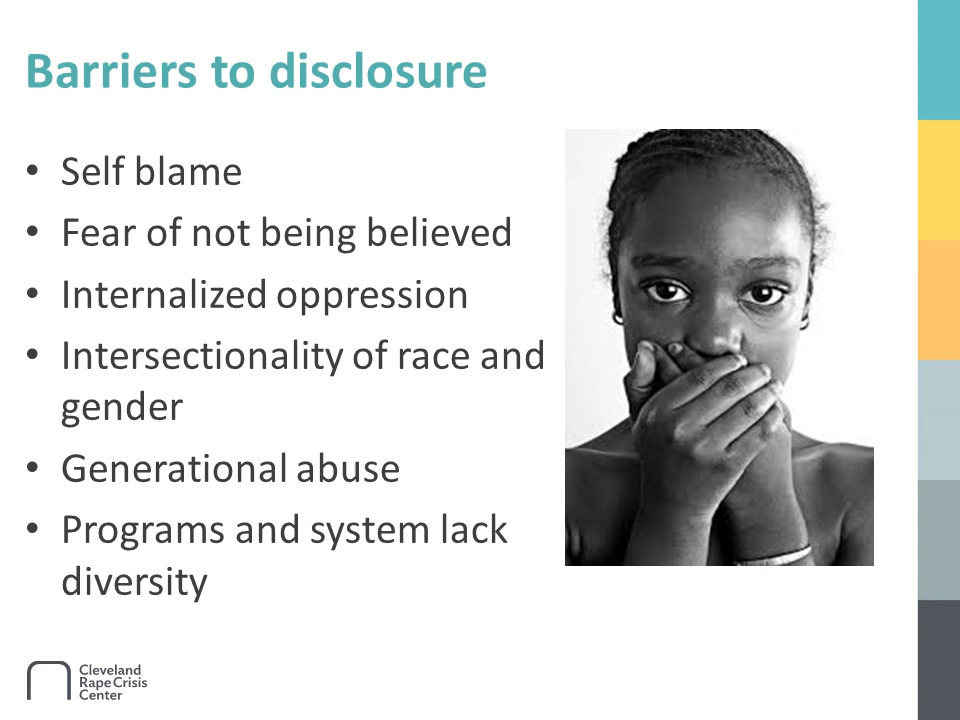 Barriers to disclosure
• Self blame
• Fear of not being believed
• Internalized oppression
• Intersectionality of race and
gender
• Generational abuse
• Programs and system lack
diversity
Cleveland
Rape Crisis
Center